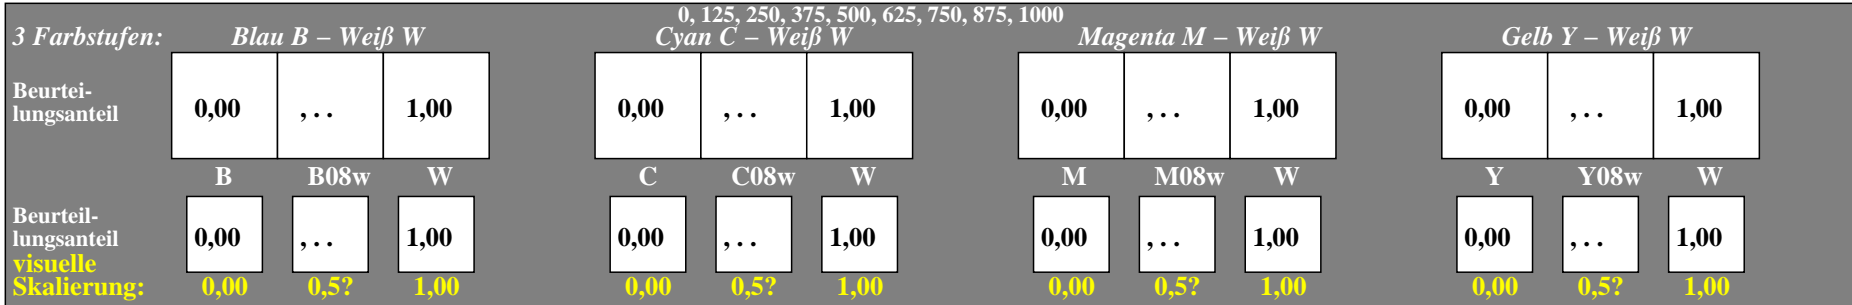 0, 125, 250, 375, 500, 625, 750, 875, 1000
3 Farbstufen: Blau B – Weiß W Cyan C – Weiß W Magenta M – Weiß W Gelb Y – Weiß W
Beurtei-
lungsanteil 0,00 , . . 1,00 0,00 , . . 1,00 0,00 , . . 1,00 0,00 , . . 1,00
B B08w W C C08w W M M08w W Y Y08w W
Beurteil-
lungsanteil 0,00 , . . 1,00 0,00 , . . 1,00 0,00 , . . 1,00 0,00 , . . 1,00
visuelle
Skalierung: 0,00 0,5? 1,00 0,00 0,5? 1,00 0,00 0,5? 1,00 0,00 0,5? 1,00